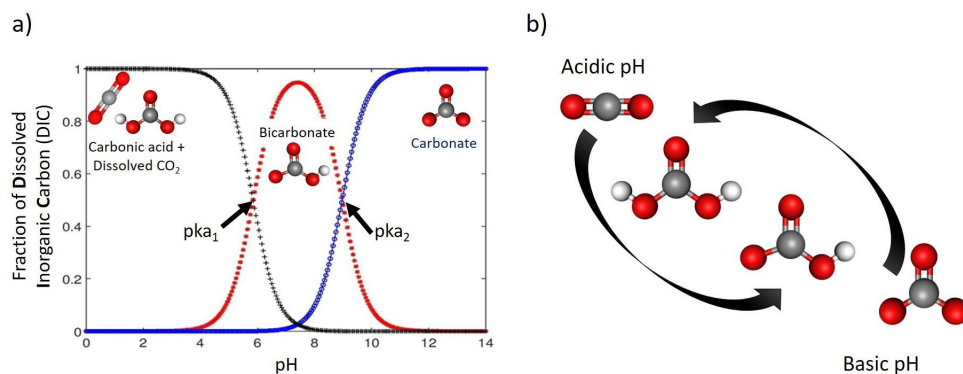 a)
Fraction of Dissolved
Inorganic Carbon (DIC)
1
0.8
0.6
0.4
0.2
0
0
2
4
6
8
10
12
14
pH
Carbonic acid +
Dissolved CO₂
Bicarbonate
Carbonate
pka₁
pka₂
b)
Acidic pH
Basic pH